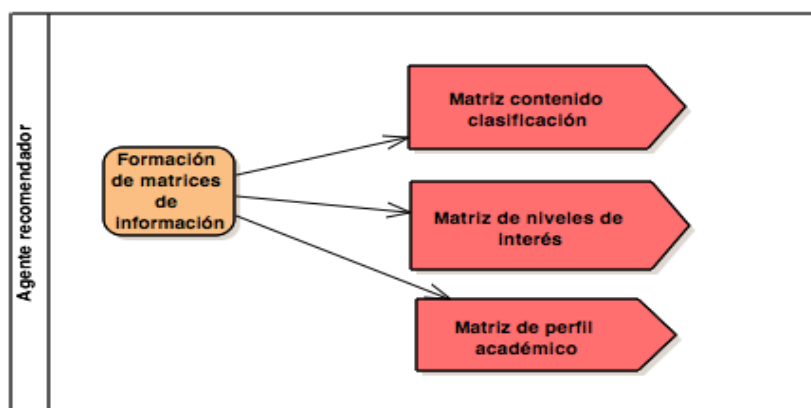 Agente recomendador
Formación
de matrices
de
información
Matriz contenido
clasificación
Matriz de niveles de
interés
Matriz de perfil
académico